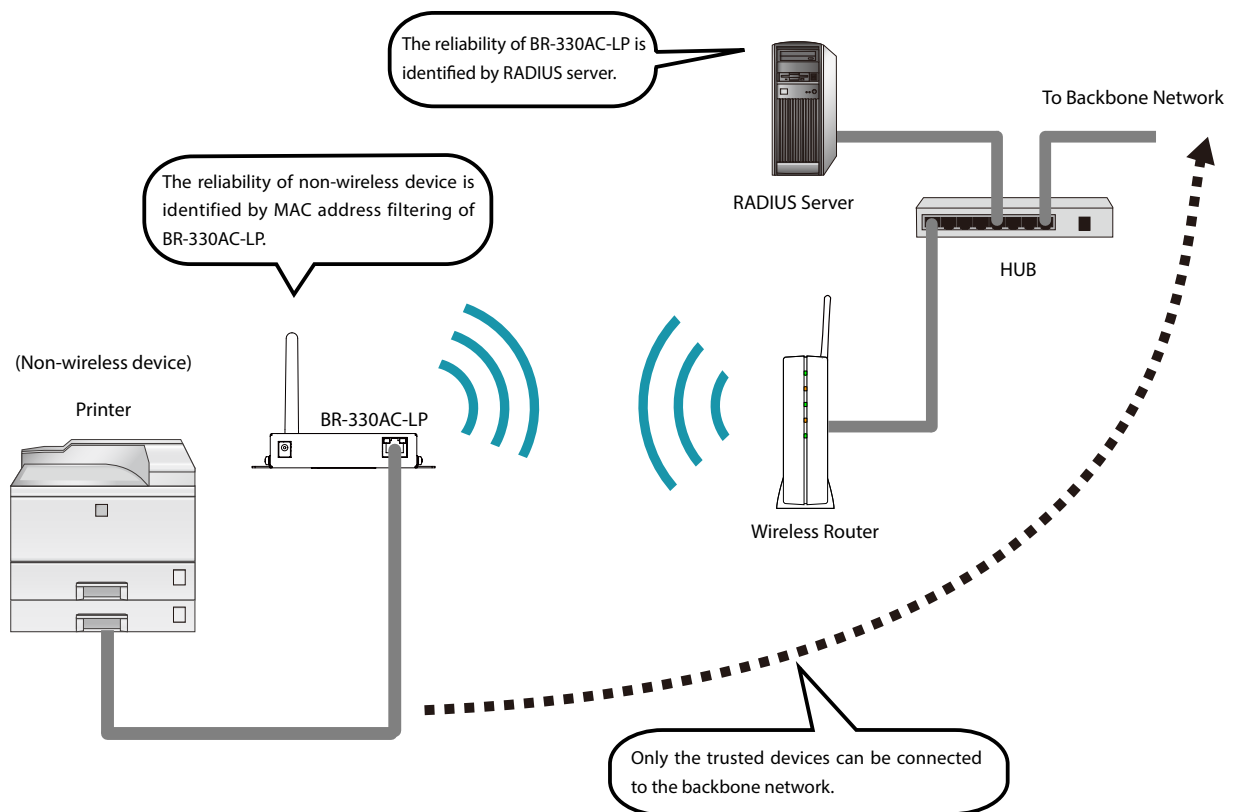 The reliability of BR-330AC-LP is
identified by RADIUS server.
To Backbone Network
The reliability of non-wireless device is
identified by MAC address filtering of
BR-330AC-LP.
RADIUS Server
HUB
(Non-wireless device)
Printer
BR-330AC-LP
Wireless Router
Only the trusted devices can be connected
to the backbone network.